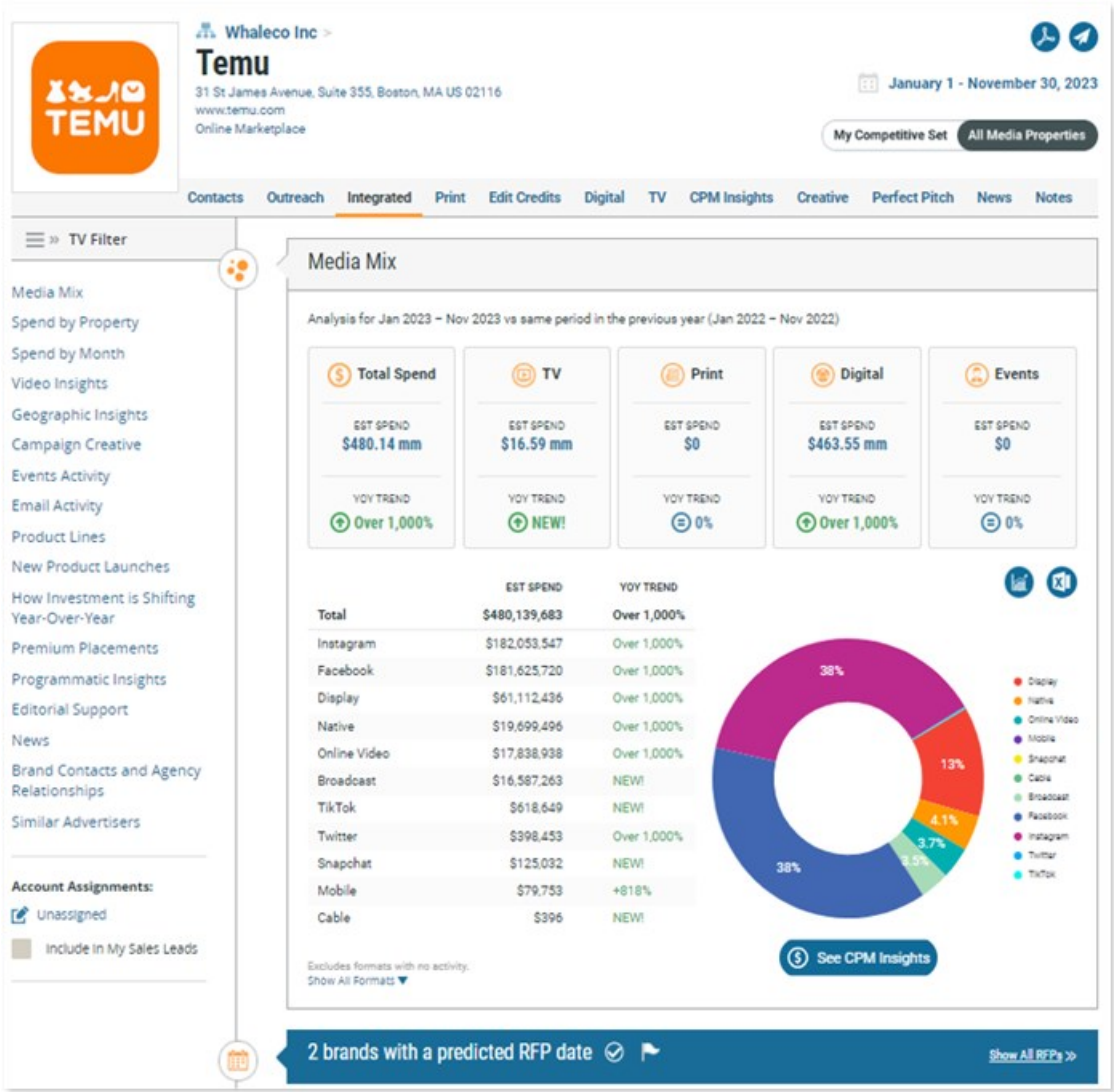 TEMU
Whaleco Inc >
Temu
31 St James Avenue, Suite 355, Boston, MA US 02116
www.temu.com
Online Marketplace
January 1 - November 30, 2023
My Competitive Set All Media Properties
Contacts Outreach Integrated Print Edit Credits Digital TV CPM Insights Creative Perfect Pitch News Notes
» TV Filter
Media Mix
Spend by Property
Spend by Month
Video Insights
Geographic Insights
Campaign Creative
Events Activity
Email Activity
Product Lines
New Product Launches
How Investment is Shifting
Year-Over-Year
Premium Placements
Programmatic Insights
Editorial Support
News
Brand Contacts and Agency
Relationships
Similar Advertisers
Account Assignments:
Unassigned
Include In My Sales Leads
Media Mix
Analysis for Jan 2023 – Nov 2023 vs same period in the previous year (Jan 2022 – Nov 2022)
Total Spend TV Print Digital Events
EST SPEND EST SPEND EST SPEND EST SPEND EST SPEND
$480.14 mm $16.59 mm $0 $463.55 mm $0
YOY TREND YOY TREND YOY TREND YOY TREND YOY TREND
Over 1,000% NEW! 0% Over 1,000% 0%
EST SPEND YOY TREND
Total $480,139,683 Over 1,000%
Instagram $182,053,547 Over 1,000%
Facebook $181,625,720 Over 1,000%
Display $61,112,436 Over 1,000%
Native $19,699,496 Over 1,000%
Online Video $17,838,938 Over 1,000%
Broadcast $16,587,263 NEW!
TikTok $618,649 NEW!
Twitter $398,453 Over 1,000%
Snapchat $125,032 NEW!
Mobile $79,753 +818%
Cable $396 NEW!
Excludes formats with no activity.
Show All Formats ▼
38%
13%
4.1%
3.7%
3.5%
38%
Display
Native
Online Video
Mobile
Snapchat
Cable
Broadcast
Facebook
Instagram
Twitter
TikTok
See CPM Insights
2 brands with a predicted RFP date
Show All RFPs »